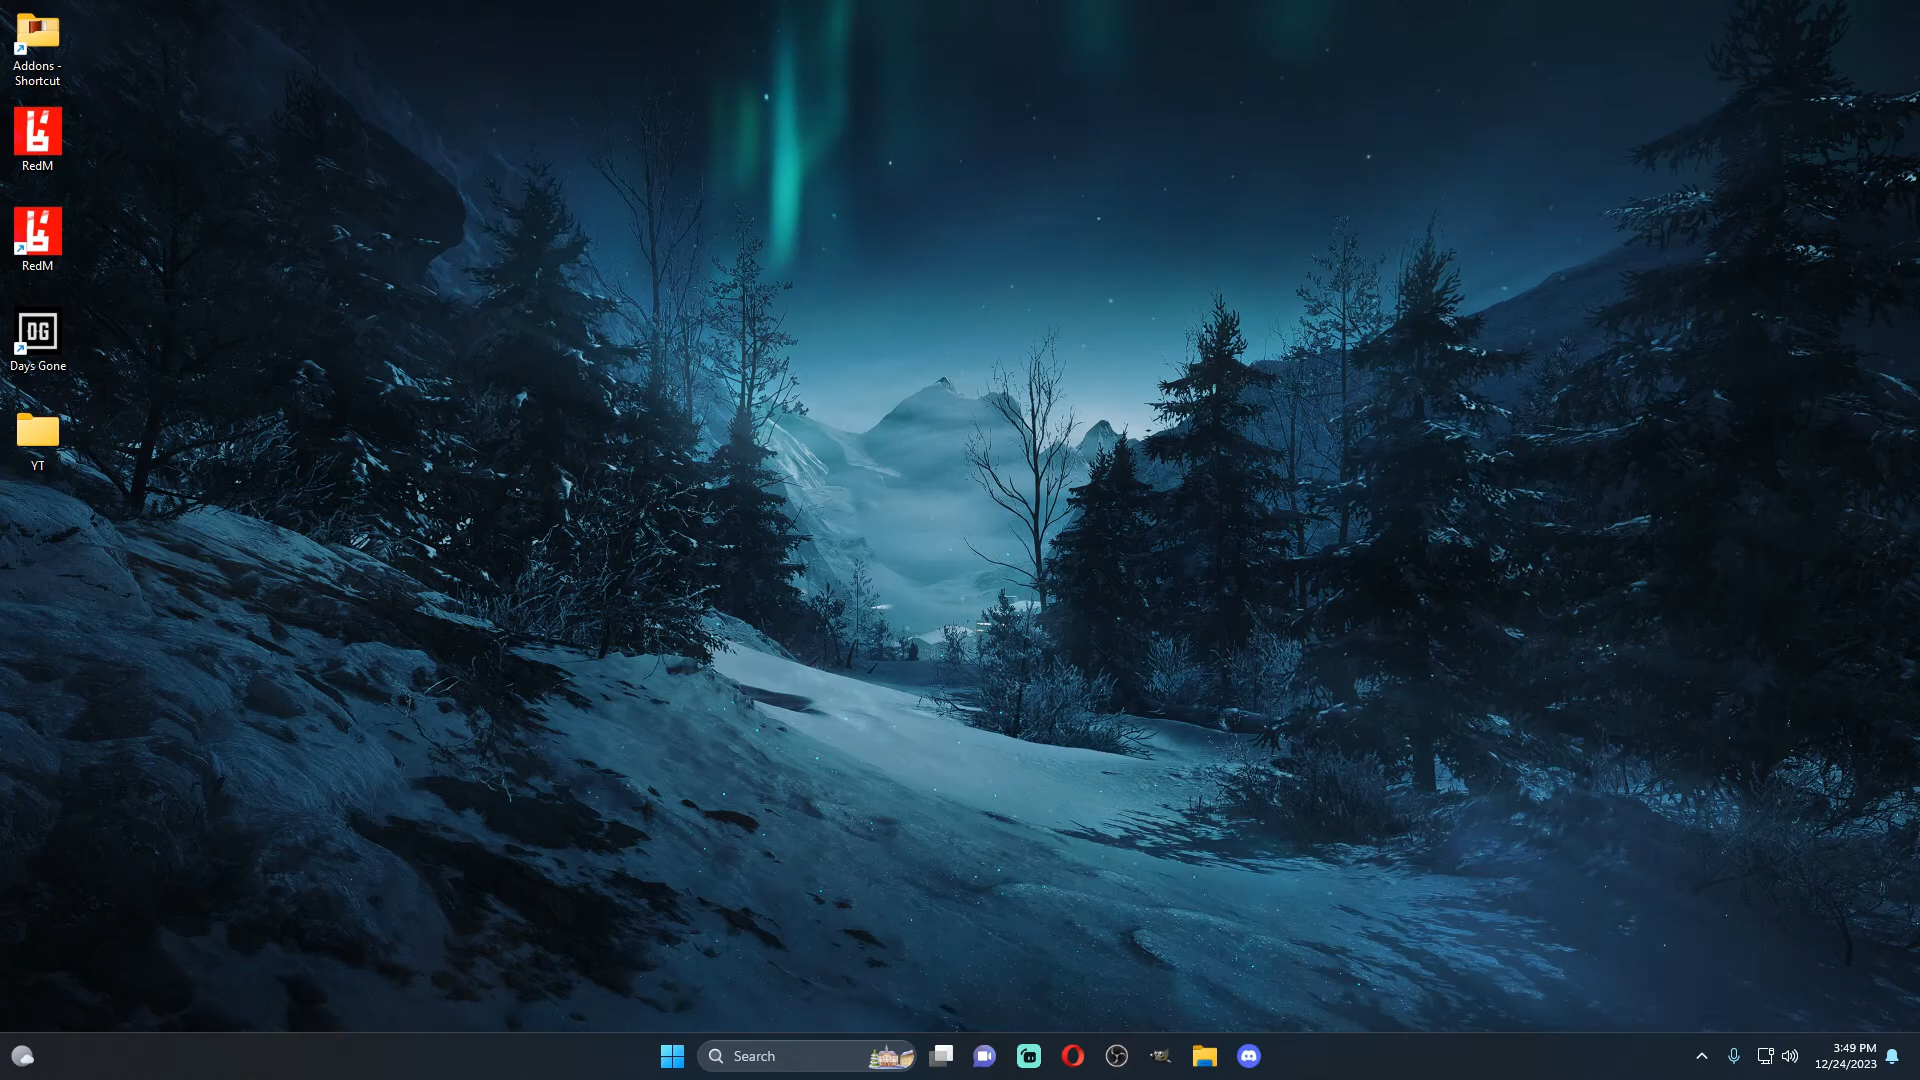 Addons -
Shortcut
RedM
RedM
DG
Days Gone
YT
Search
3:49 PM
12/24/2023